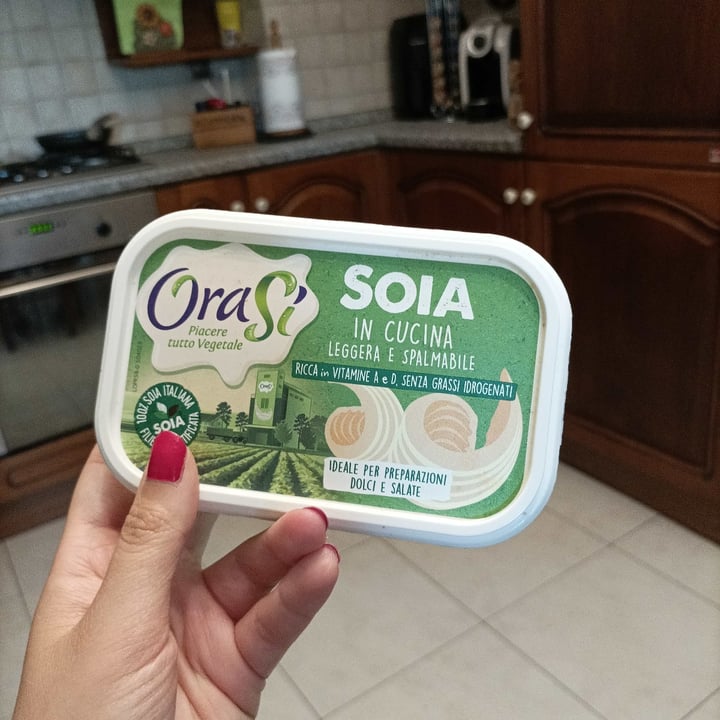 OraSì
Piacere
tutto Vegetale
SOIA
IN CUCINA
LEGGERA E SPALMABILE
RICCA in VITAMINE A e D, SENZA GRASSI IDROGENATI
100% SOIA ITALIANA
SOIA
OraSì
IDEALE PER PREPARAZIONI
DOLCI E SALATE